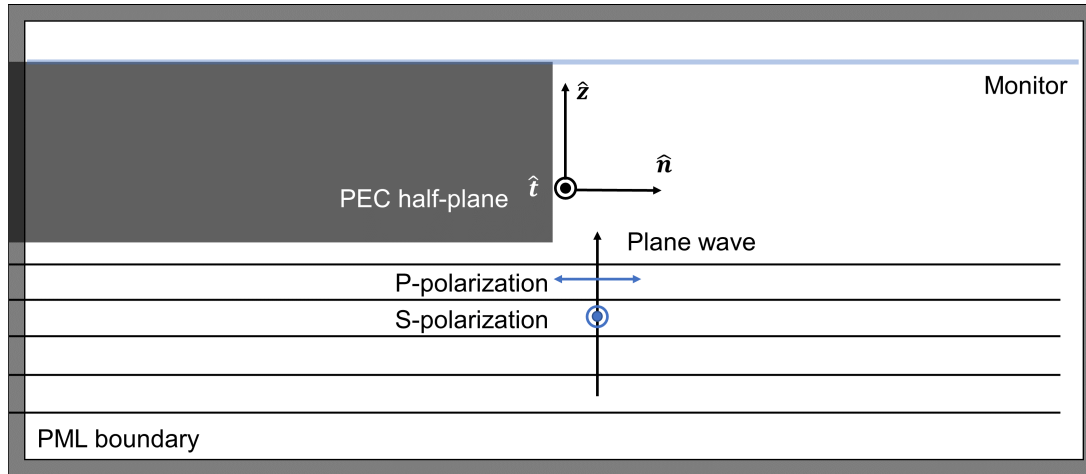 Monitor
ẑ
n̂
t̂
PEC half-plane
Plane wave
P-polarization
S-polarization
PML boundary